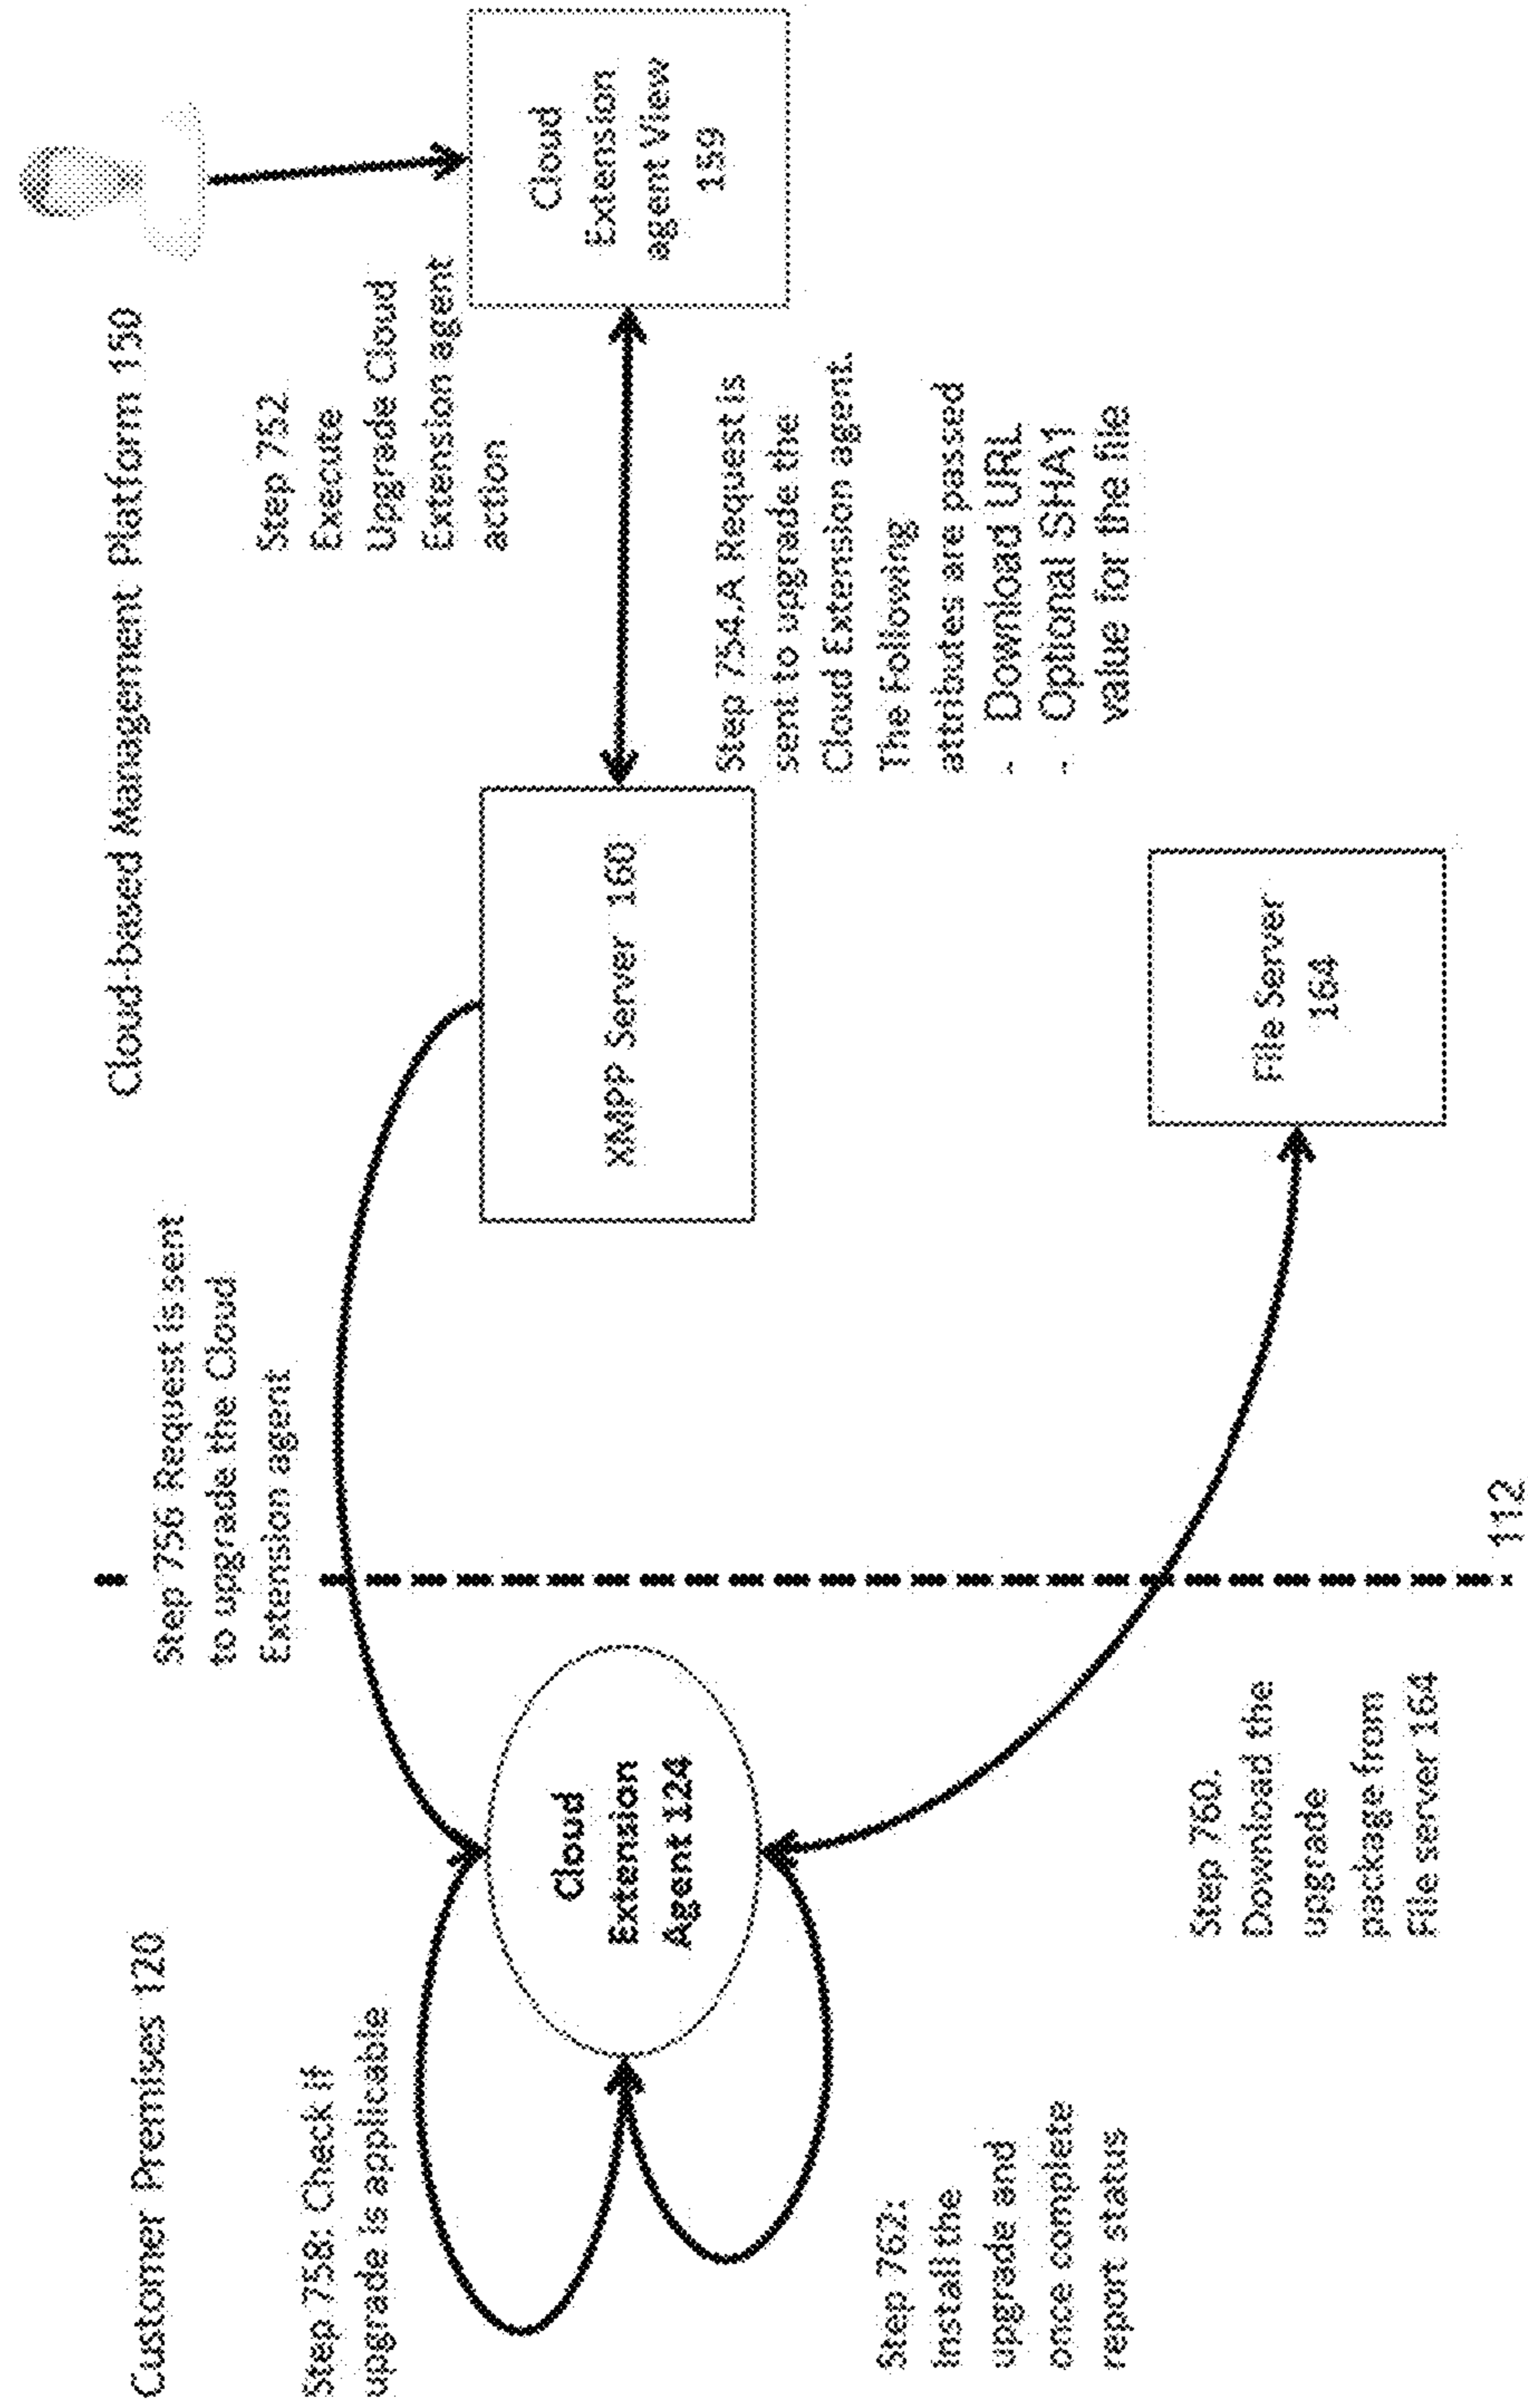 Customer Premises 120
Cloud-based Management Platform 150
Step 756 Request is sent
to upgrade the Cloud
Extension agent
Step 752.
Execute
Upgrade Cloud
Extension agent
action
Step 758: Check if
upgrade is applicable
Cloud
Extension
Agent 124
XMPP Server 160
Cloud
Extension
agent View
159
Step 754.A Request is
sent to upgrade the
Cloud Extension agent.
The Following
attributes are passed
- Download URL
- Optional SHA1
value for the file
Step 762:
Install the
upgrade and
once complete
report status
Step 760.
Download the
upgrade
package from
File server 164
File Server
164
112